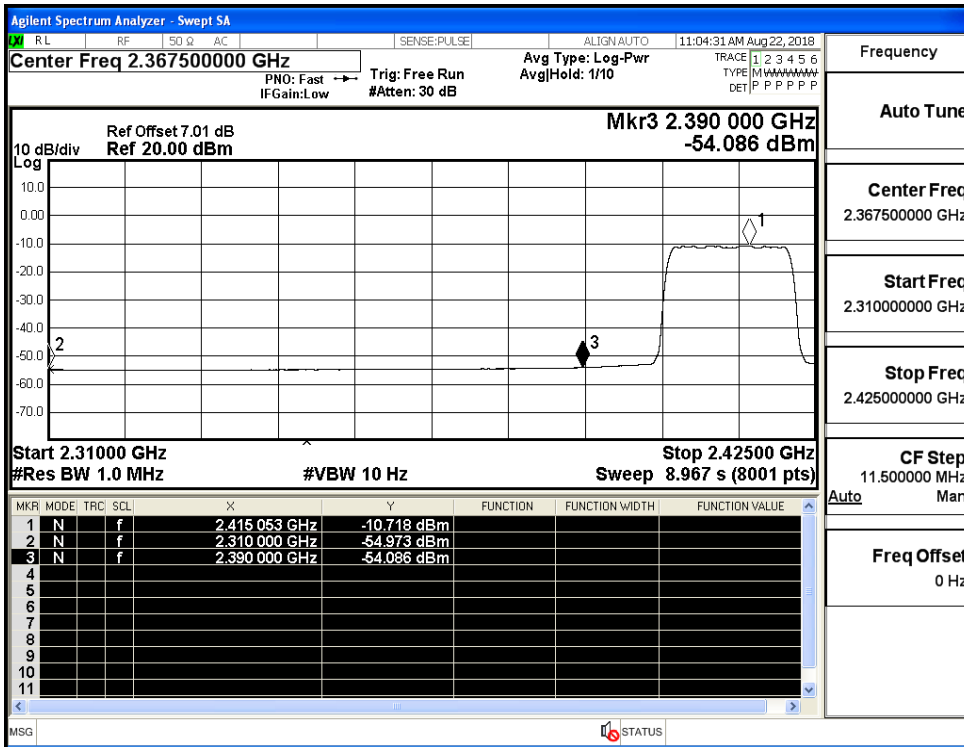 Agilent Spectrum Analyzer - Swept SA
LXI RL RF 50 Ω AC SENSE:PULSE ALIGN AUTO 11:04:31 AM Aug 22, 2018
Center Freq 2.367500000 GHz
PNO: Fast
IFGain:Low
Trig: Free Run
#Atten: 30 dB
Avg Type: Log-Pwr
Avg|Hold: 1/10
TRACE 1 2 3 4 5 6
TYPE M WWWWW
DET P P P P P P
Mkr3 2.390 000 GHz
-54.086 dBm
Ref Offset 7.01 dB
10 dB/div Ref 20.00 dBm
Log
10.0
0.00
-10.0
-20.0
-30.0
-40.0
-50.0
-60.0
-70.0
1
2
3
Start 2.31000 GHz Stop 2.42500 GHz
#Res BW 1.0 MHz #VBW 10 Hz Sweep 8.967 s (8001 pts)
MKR MODE TRC SCL X Y FUNCTION FUNCTION WIDTH FUNCTION VALUE
1 N f 2.415 053 GHz -10.718 dBm
2 N f 2.310 000 GHz -54.973 dBm
3 N f 2.390 000 GHz -54.086 dBm
4
5
6
7
8
9
10
11
MSG STATUS
Frequency
Auto Tune
Center Freq
2.367500000 GHz
Start Freq
2.310000000 GHz
Stop Freq
2.425000000 GHz
CF Step
11.500000 MHz
Auto Man
Freq Offset
0 Hz